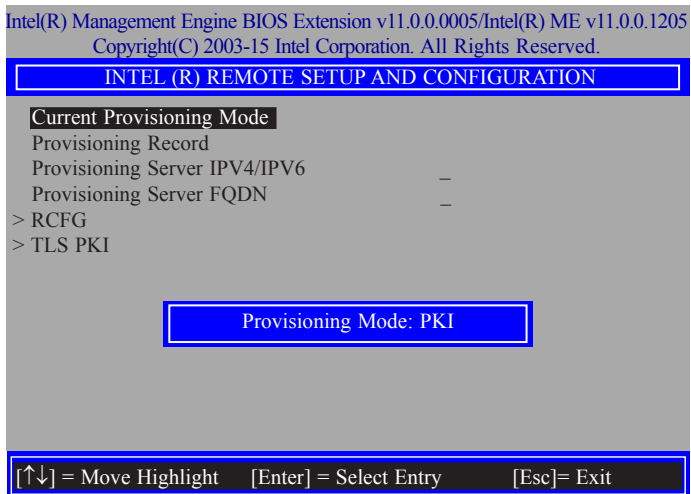 Intel(R) Management Engine BIOS Extension v11.0.0.0005/Intel(R) ME v11.0.0.1205
Copyright(C) 2003-15 Intel Corporation. All Rights Reserved.
INTEL (R) REMOTE SETUP AND CONFIGURATION
Current Provisioning Mode
Provisioning Record
Provisioning Server IPV4/IPV6 _
Provisioning Server FQDN _
> RCFG
> TLS PKI
Provisioning Mode: PKI
[↑↓] = Move Highlight [Enter] = Select Entry [Esc]= Exit